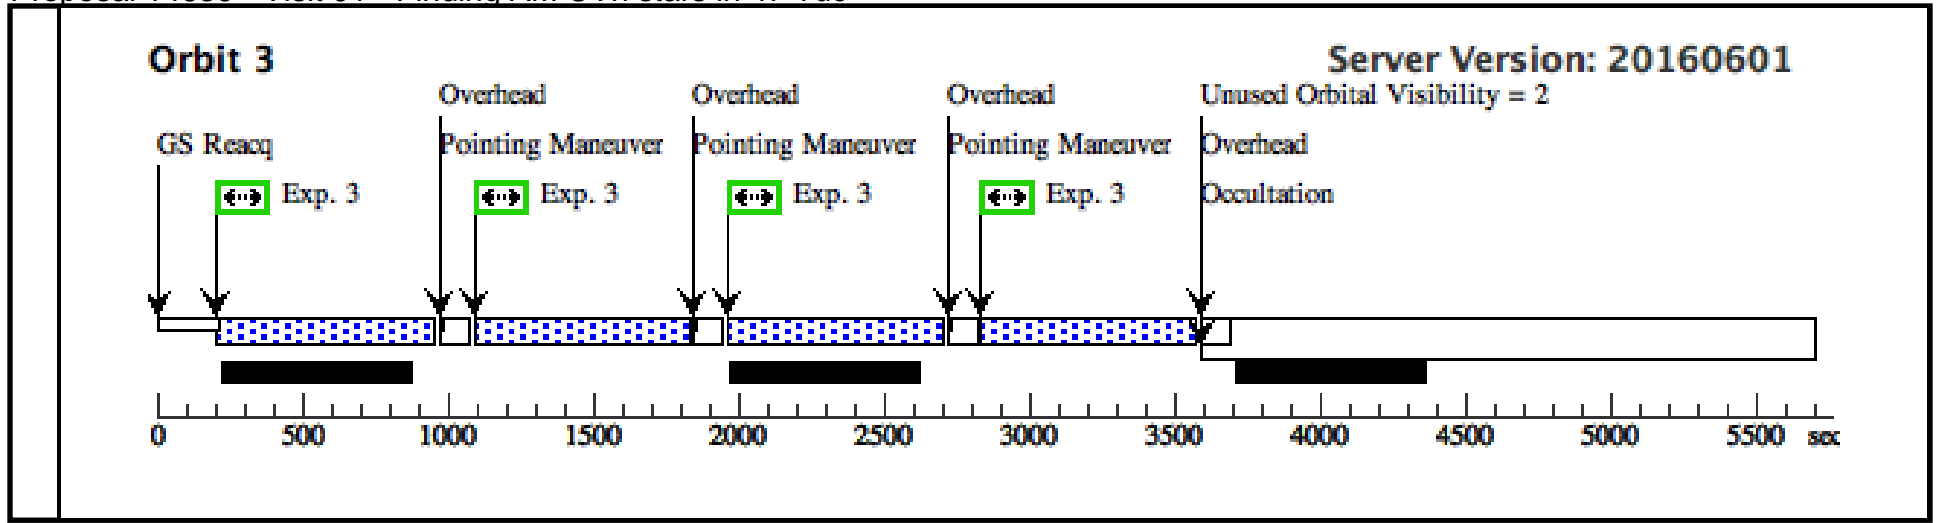 Orbit 3
Server Version: 20160601
Overhead Overhead Overhead Unused Orbital Visibility = 2
GS Reacq Pointing Maneuver Pointing Maneuver Pointing Maneuver Overhead
Exp. 3 Exp. 3 Exp. 3 Exp. 3 Occultation
0 500 1000 1500 2000 2500 3000 3500 4000 4500 5000 5500 sec